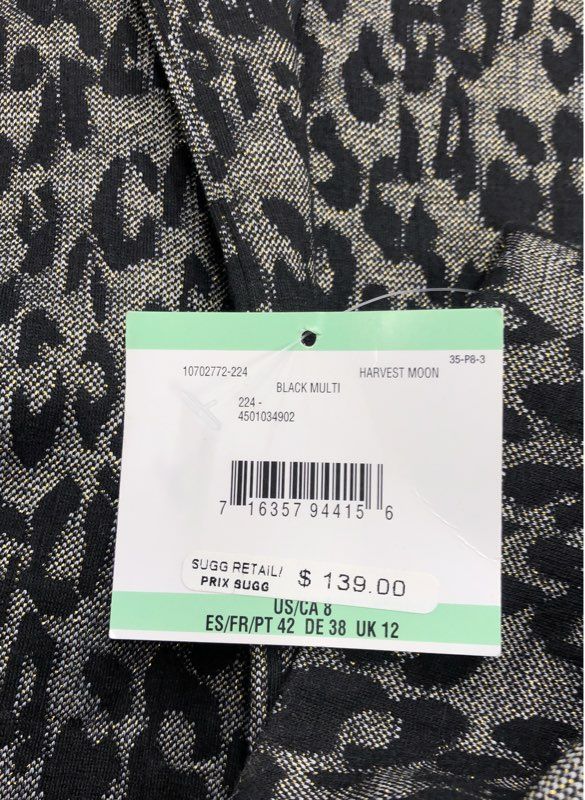 35-P8-3
10702772-224 HARVEST MOON
BLACK MULTI
224 -
4501034902
7 16357 94415 6
SUGG RETAIL/
PRIX SUGG $ 139.00
US/CA 8
ES/FR/PT 42 DE 38 UK 12